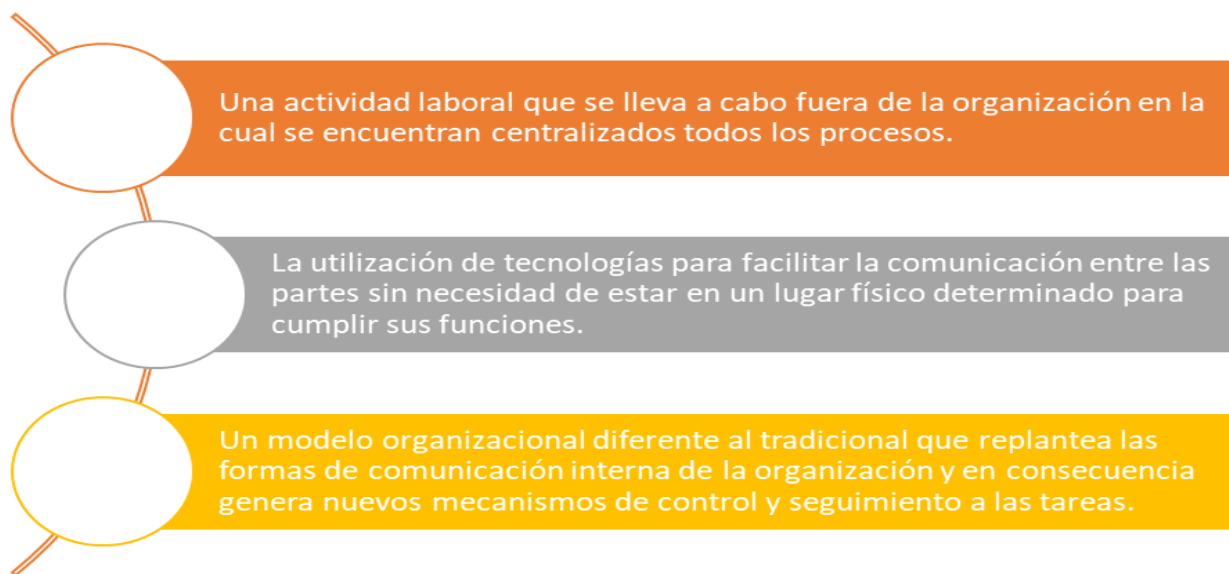 Una actividad laboral que se lleva a cabo fuera de la organización en la
cual se encuentran centralizados todos los procesos.
La utilización de tecnologías para facilitar la comunicación entre las
partes sin necesidad de estar en un lugar físico determinado para
cumplir sus funciones.
Un modelo organizacional diferente al tradicional que replantea las
formas de comunicación interna de la organización y en consecuencia
genera nuevos mecanismos de control y seguimiento a las tareas.